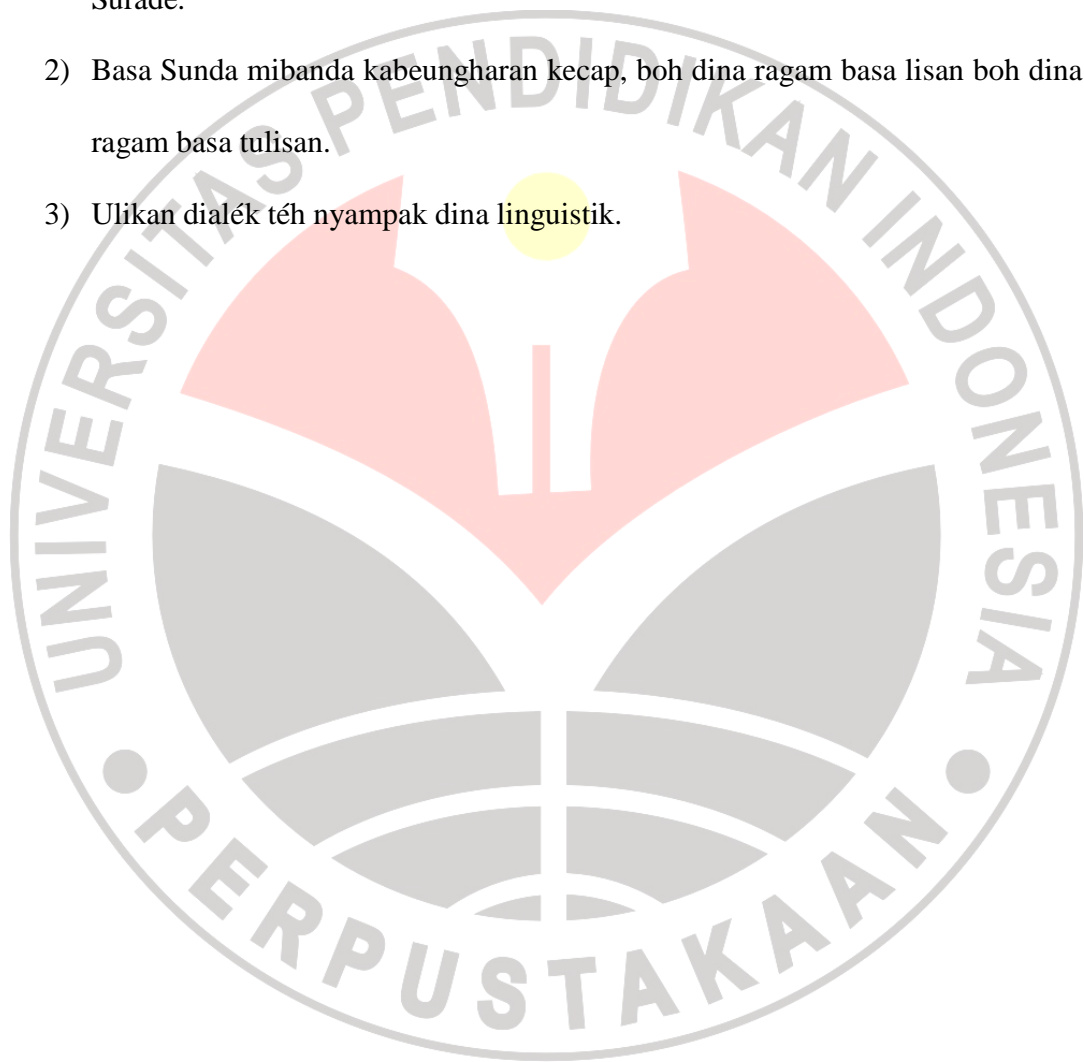 Surade.
2) Basa Sunda mibanda kabeungharan kecap, boh dina ragam basa lisan boh dina
ragam basa tulisan.
3) Ulikan dialék téh nyampak dina linguistik.
UNIVERSITAS PENDIDIKAN INDONESIA
PERPUSTAKAAN